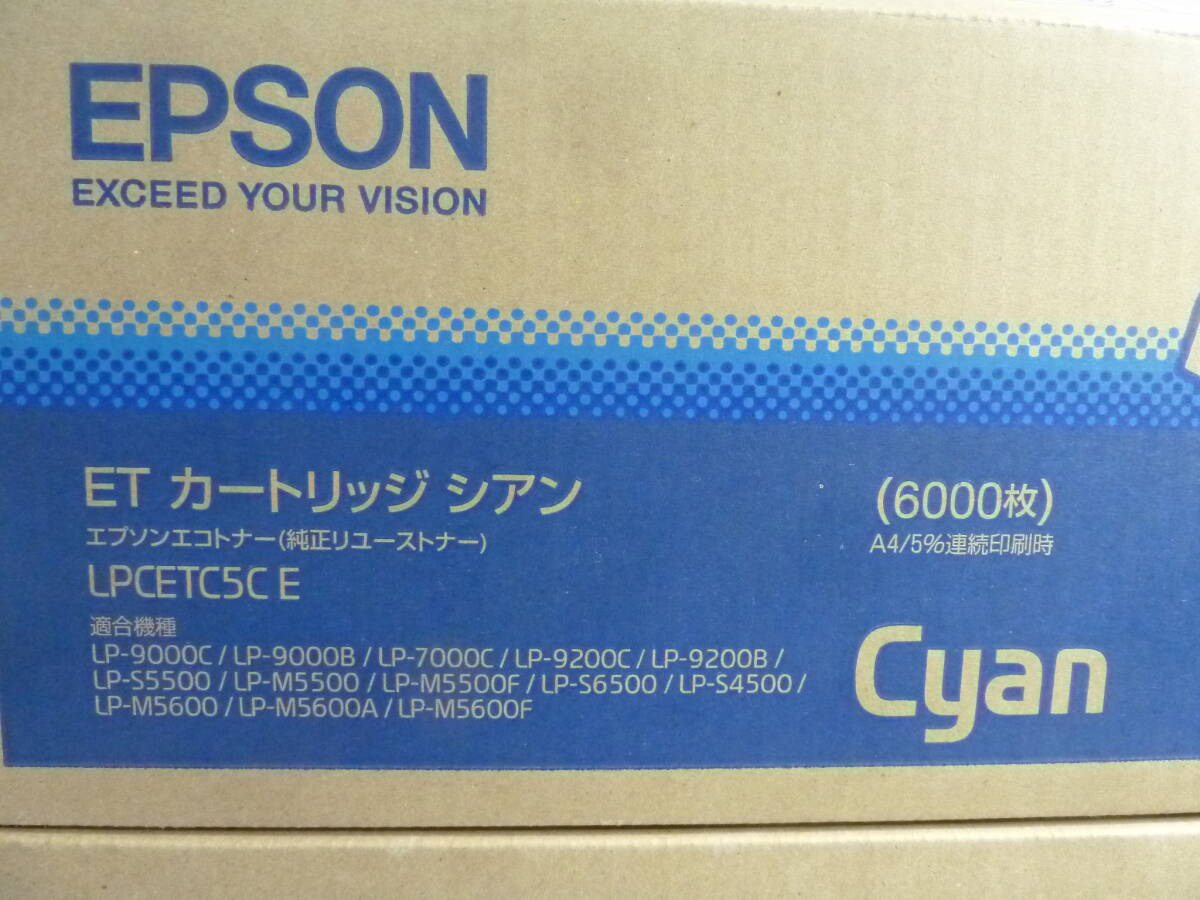 EPSON
EXCEED YOUR VISION
ET カートリッジ シアン
(6000枚)
エプソンエコトナー(純正リユーストナー)
A4/5%連続印刷時
LPCETC5C E
適合機種
LP-9000C / LP-9000B / LP-7000C / LP-9200C / LP-9200B /
LP-S5500 / LP-M5500 / LP-M5500F / LP-S6500 / LP-S4500 /
LP-M5600 / LP-M5600A / LP-M5600F
Cyan